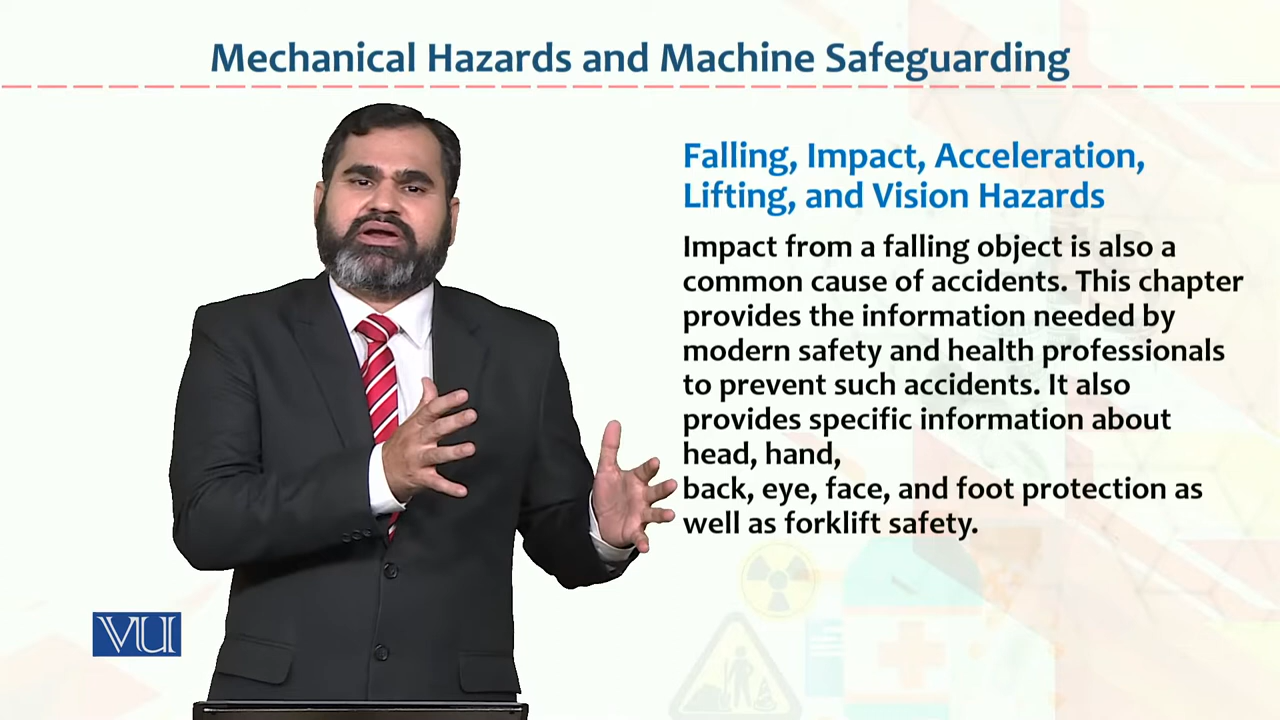 Mechanical Hazards and Machine Safeguarding
Falling, Impact, Acceleration,
Lifting, and Vision Hazards
Impact from a falling object is also a
common cause of accidents. This chapter
provides the information needed by
modern safety and health professionals
to prevent such accidents. It also
provides specific information about
head, hand,
back, eye, face, and foot protection as
well as forklift safety.
VU